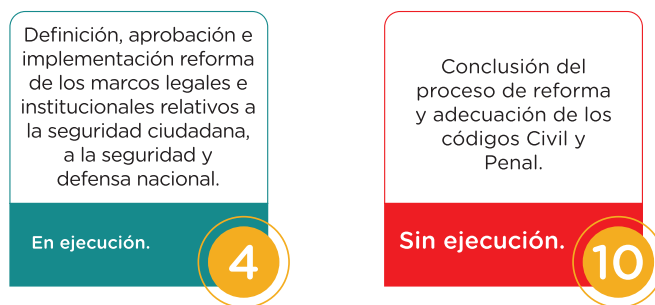 Definición, aprobación e
implementación reforma
de los marcos legales e
institucionales relativos a
la seguridad ciudadana,
a la seguridad y
defensa nacional.
En ejecución.
4
Conclusión del
proceso de reforma
y adecuación de los
códigos Civil y
Penal.
Sin ejecución.
10